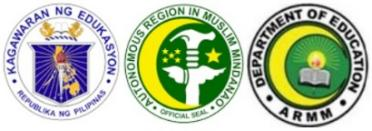 KAGAWARAN NG EDUKASYON
REPUBLIKA NG PILIPINAS
AUTONOMOUS REGION IN MUSLIM MINDANAO
OFFICIAL SEAL
DEPARTMENT OF EDUCATION
ARMM